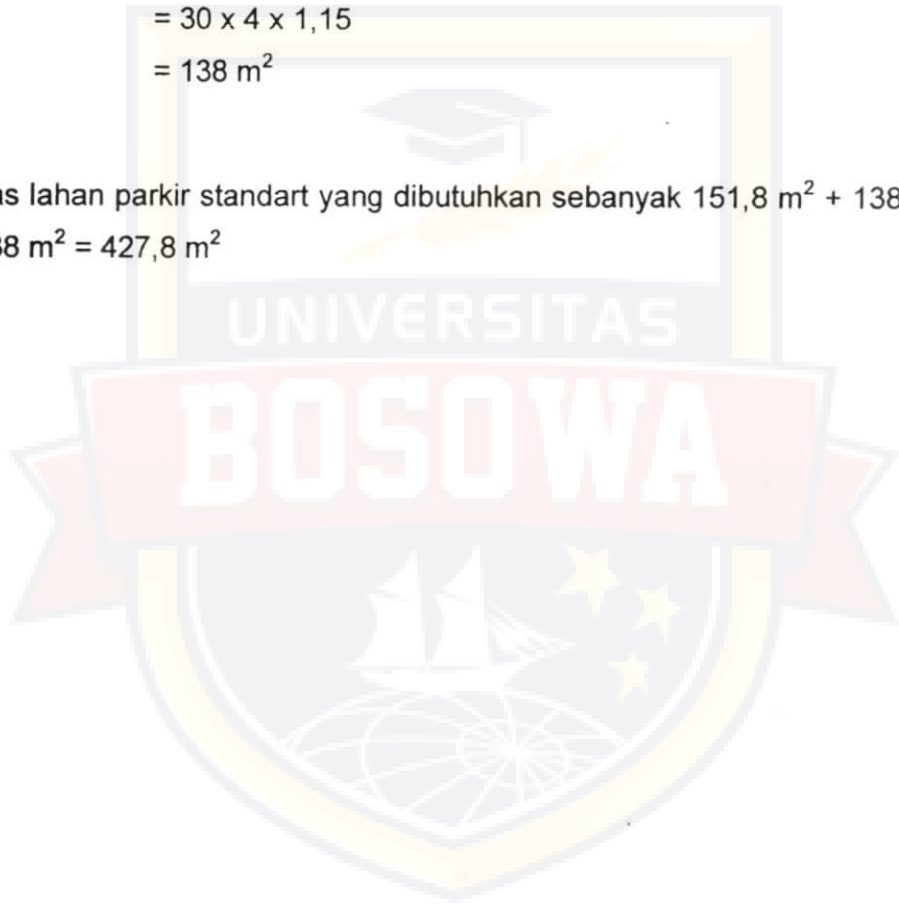 = 30 x 4 x 1,15
= 138 m²
lahan parkir standart yang dibutuhkan sebanyak 151,8 m² + 138
m² = 427,8 m²
UNIVERSITAS
BOSOWA